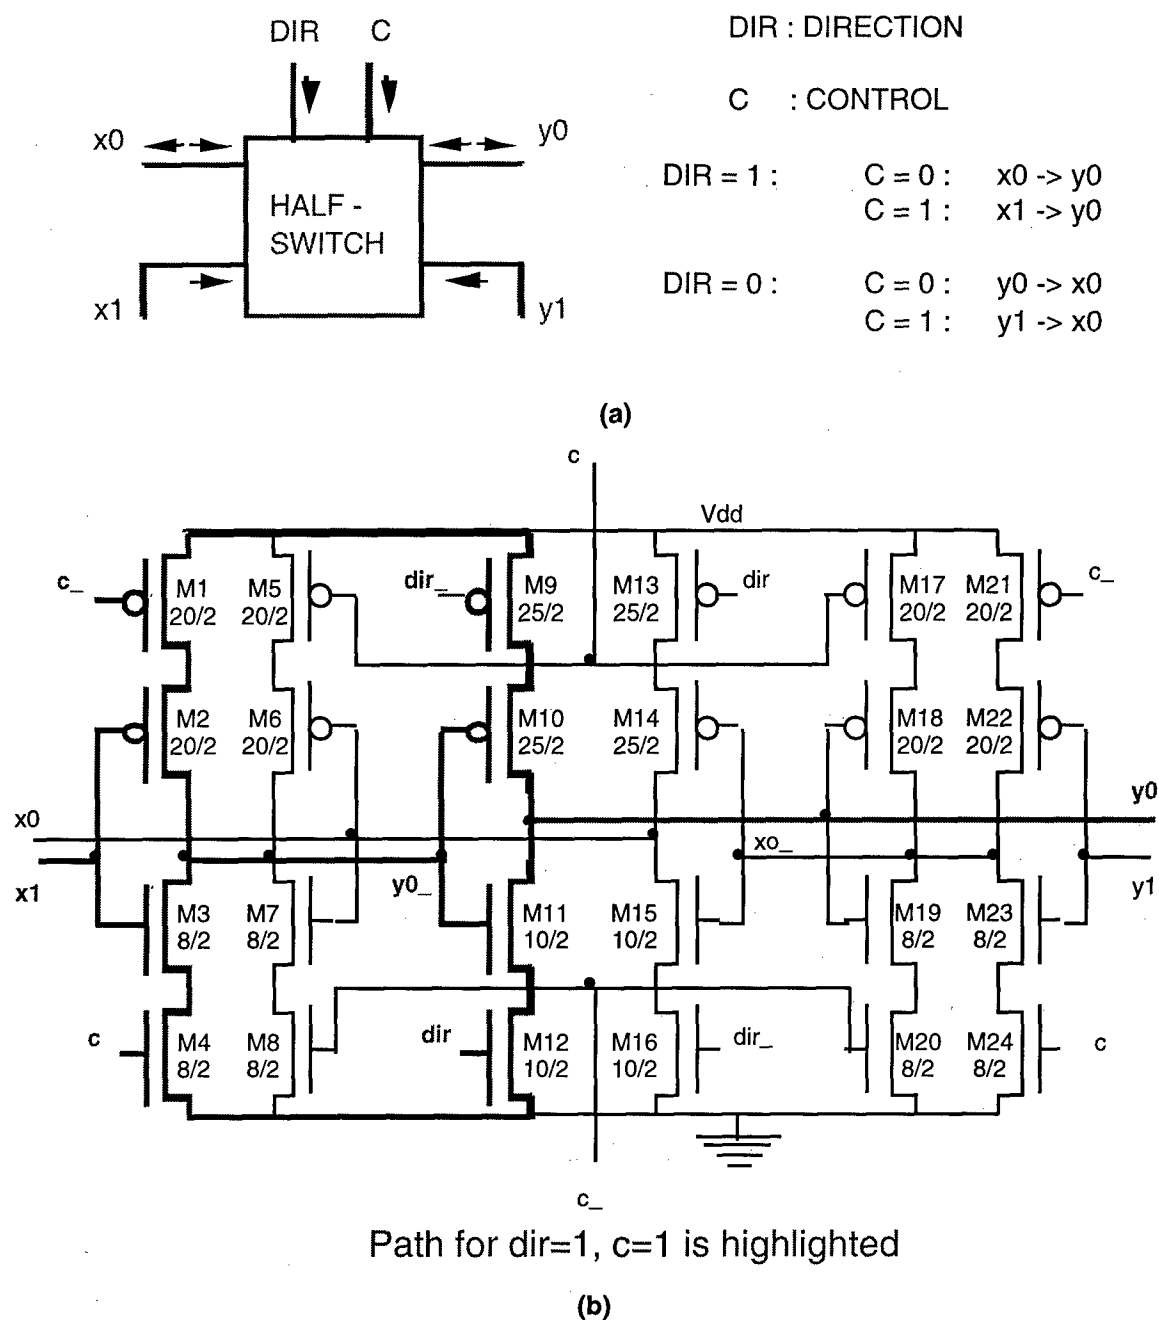 DIR C
DIR : DIRECTION
C : CONTROL
x0
y0
HALF -
SWITCH
x1
y1
DIR = 1 : C = 0 : x0 -> y0
C = 1 : x1 -> y0
DIR = 0 : C = 0 : y0 -> x0
C = 1 : y1 -> x0
(a)
c
Vdd
c_ M1 M5 dir_ M9 M13 dir M17 M21 c_
20/2 20/2 25/2 25/2 20/2 20/2
M2 M6 M10 M14 M18 M22
20/2 20/2 25/2 25/2 20/2 20/2
x0 y0
xo_
x1 y0_ y1
M3 M7 M11 M15 M19 M23
8/2 8/2 10/2 10/2 8/2 8/2
c M4 M8 dir M12 M16 dir_ M20 M24 c
8/2 8/2 10/2 10/2 8/2 8/2
c_
Path for dir=1, c=1 is highlighted
(b)